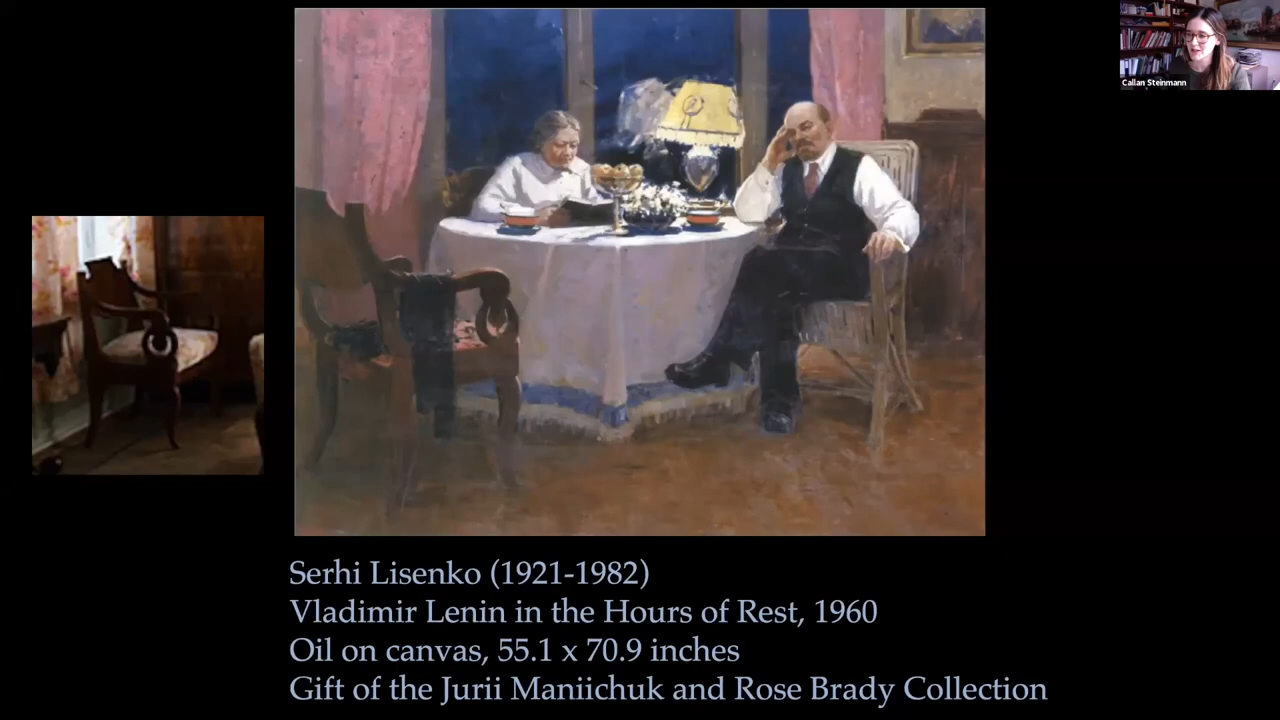 Callan Steinmann
Serhi Lisenko (1921-1982)
Vladimir Lenin in the Hours of Rest, 1960
Oil on canvas, 55.1 x 70.9 inches
Gift of the Jurii Maniichuk and Rose Brady Collection